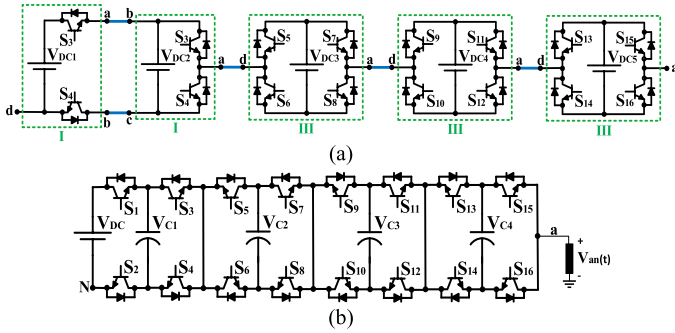 a b
S3 S3 S5 S7 S9 S11 S13 S15
VDC1 VDC2 a d VDC3 a d VDC4 a d VDC5 a
S4 S4 S6 S8 S10 S12 S14 S16
d b c
I I III III III
(a)
S1 S3 S5 S7 S9 S11 S13 S15
VDC VC1 VC2 VC3 VC4 a + Van(t) -
S2 S4 S6 S8 S10 S12 S14 S16
N
(b)